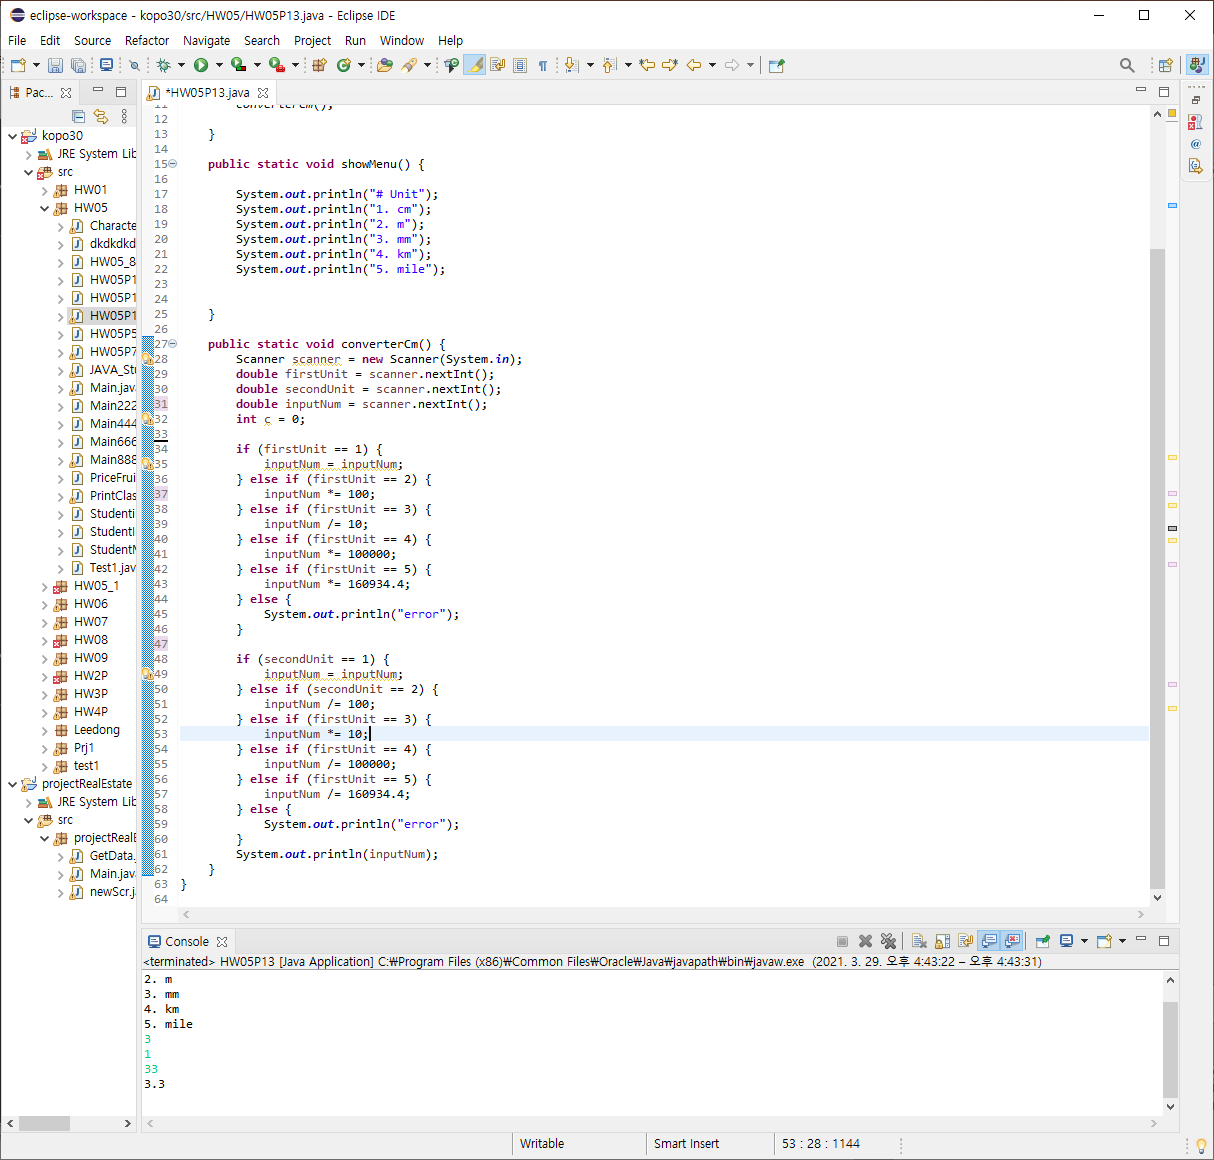 eclipse-workspace - kopo30/src/HW05/HW05P13.java - Eclipse IDE
File Edit Source Refactor Navigate Search Project Run Window Help
Pac...
kopo30
JRE System Lib
src
HW01
HW05
Characte
dkdkdkd
HW05_8
HW05P1
HW05P1
HW05P1
HW05P5
HW05P7
JAVA_Stu
Main.java
Main222
Main444
Main666
Main888
PriceFrui
PrintClas
Studenti
StudentI
StudentM
Test1.jav
HW05_1
HW06
HW07
HW08
HW09
HW2P
HW3P
HW4P
Leedong
Prj1
test1
projectRealEstate
JRE System Lib
src
projectRealE
GetData.
Main.java
newScr.j
*HW05P13.java
11 converterCm();
12
13 }
14
15 public static void showMenu() {
16
17 System.out.println("# Unit");
18 System.out.println("1. cm");
19 System.out.println("2. m");
20 System.out.println("3. mm");
21 System.out.println("4. km");
22 System.out.println("5. mile");
23
24
25 }
26
27 public static void converterCm() {
28 Scanner scanner = new Scanner(System.in);
29 double firstUnit = scanner.nextInt();
30 double secondUnit = scanner.nextInt();
31 double inputNum = scanner.nextInt();
32 int c = 0;
33
34 if (firstUnit == 1) {
35 inputNum = inputNum;
36 } else if (firstUnit == 2) {
37 inputNum *= 100;
38 } else if (firstUnit == 3) {
39 inputNum /= 10;
40 } else if (firstUnit == 4) {
41 inputNum *= 100000;
42 } else if (firstUnit == 5) {
43 inputNum *= 160934.4;
44 } else {
45 System.out.println("error");
46 }
47
48 if (secondUnit == 1) {
49 inputNum = inputNum;
50 } else if (secondUnit == 2) {
51 inputNum /= 100;
52 } else if (firstUnit == 3) {
53 inputNum *= 10;
54 } else if (firstUnit == 4) {
55 inputNum /= 100000;
56 } else if (firstUnit == 5) {
57 inputNum /= 160934.4;
58 } else {
59 System.out.println("error");
60 }
61 System.out.println(inputNum);
62 }
63 }
64
Console
<terminated> HW05P13 [Java Application] C:₩Program Files (x86)₩Common Files₩Oracle₩Java₩javapath₩bin₩javaw.exe (2021. 3. 29. 오후 4:43:22 – 오후 4:43:31)
2. m
3. mm
4. km
5. mile
3
1
33
3.3
Writable Smart Insert 53 : 28 : 1144